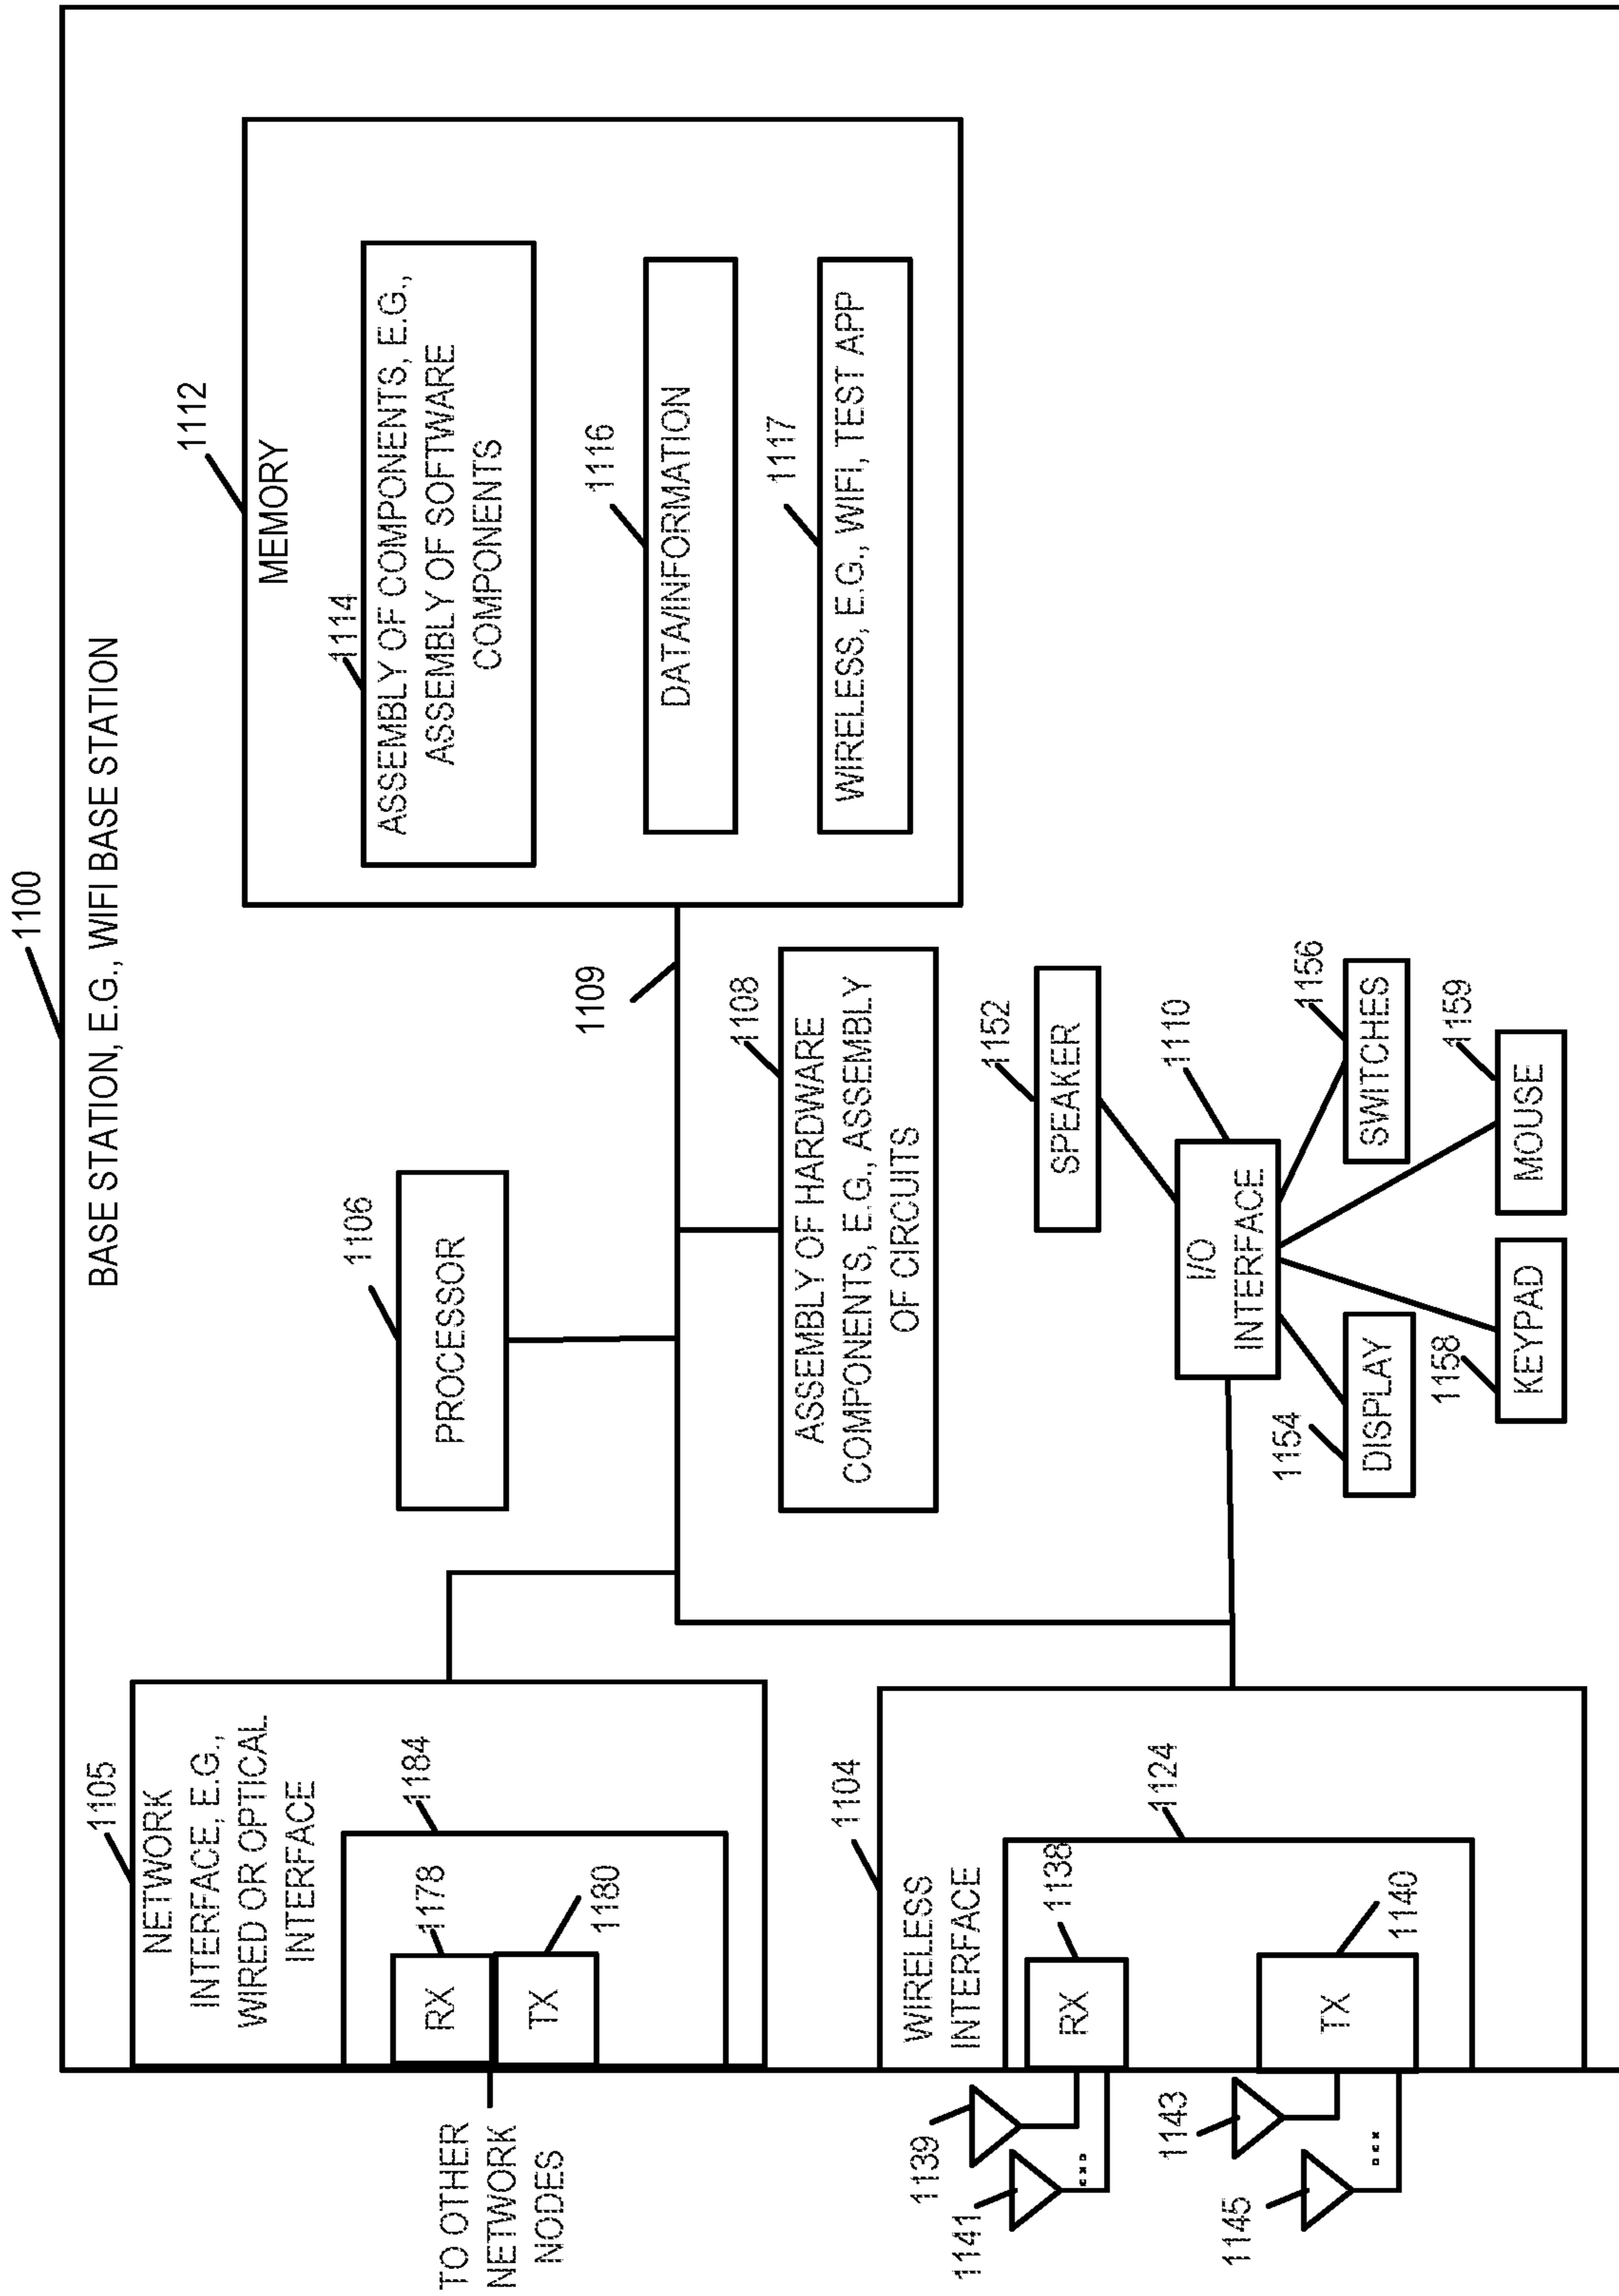 1100
BASE STATION, E.G., WIFI BASE STATION
1105
NETWORK
INTERFACE, E.G.,
WIRED OR OPTICAL
INTERFACE
1184
1178
RX
TX
1180
TO OTHER
NETWORK
NODES
1106
PROCESSOR
1112
MEMORY
1114
ASSEMBLY OF COMPONENTS, E.G.,
ASSEMBLY OF SOFTWARE
COMPONENTS
1116
DATA/INFORMATION
1117
WIRELESS, E.G., WIFI, TEST APP
1109
1108
ASSEMBLY OF HARDWARE
COMPONENTS, E.G., ASSEMBLY
OF CIRCUITS
1104
WIRELESS
INTERFACE
1124
1138
RX
1140
TX
1139
1141
1143
1145
1152
SPEAKER
1110
I/O
INTERFACE
1156
SWITCHES
1159
MOUSE
1154
DISPLAY
1158
KEYPAD